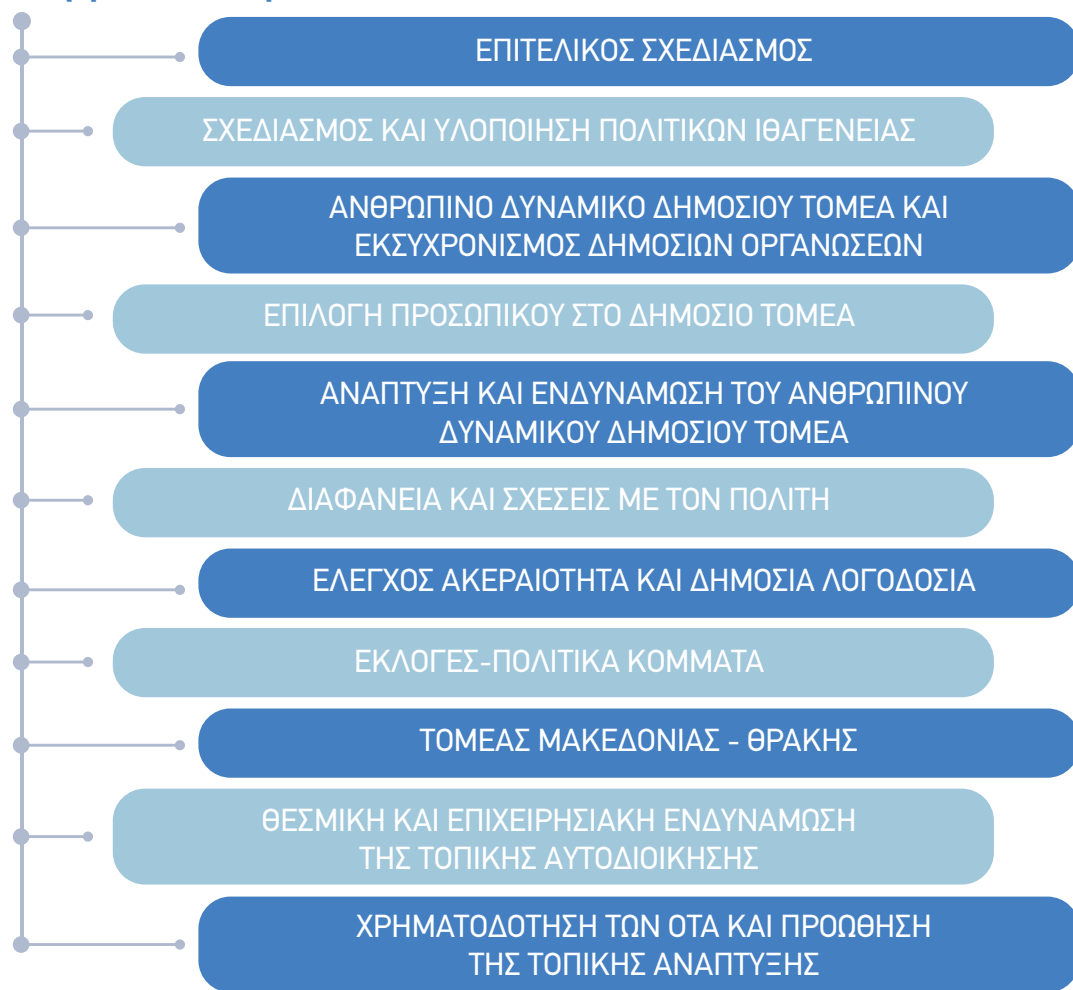 ΕΠΙΤΕΛΙΚΟΣ ΣΧΕΔΙΑΣΜΟΣ
ΣΧΕΔΙΑΣΜΟΣ ΚΑΙ ΥΛΟΠΟΙΗΣΗ ΠΟΛΙΤΙΚΩΝ ΙΘΑΓΕΝΕΙΑΣ
ΑΝΘΡΩΠΙΝΟ ΔΥΝΑΜΙΚΟ ΔΗΜΟΣΙΟΥ ΤΟΜΕΑ ΚΑΙ
ΕΚΣΥΧΡΟΝΙΣΜΟΣ ΔΗΜΟΣΙΩΝ ΟΡΓΑΝΩΣΕΩΝ
ΕΠΙΛΟΓΗ ΠΡΟΣΩΠΙΚΟΥ ΣΤΟ ΔΗΜΟΣΙΟ ΤΟΜΕΑ
ΑΝΑΠΤΥΞΗ ΚΑΙ ΕΝΔΥΝΑΜΩΣΗ ΤΟΥ ΑΝΘΡΩΠΙΝΟΥ
ΔΥΝΑΜΙΚΟΥ ΔΗΜΟΣΙΟΥ ΤΟΜΕΑ
ΔΙΑΦΑΝΕΙΑ ΚΑΙ ΣΧΕΣΕΙΣ ΜΕ ΤΟΝ ΠΟΛΙΤΗ
ΕΛΕΓΧΟΣ ΑΚΕΡΑΙΟΤΗΤΑ ΚΑΙ ΔΗΜΟΣΙΑ ΛΟΓΟΔΟΣΙΑ
ΕΚΛΟΓΕΣ-ΠΟΛΙΤΙΚΑ ΚΟΜΜΑΤΑ
ΤΟΜΕΑΣ ΜΑΚΕΔΟΝΙΑΣ - ΘΡΑΚΗΣ
ΘΕΣΜΙΚΗ ΚΑΙ ΕΠΙΧΕΙΡΗΣΙΑΚΗ ΕΝΔΥΝΑΜΩΣΗ
ΤΗΣ ΤΟΠΙΚΗΣ ΑΥΤΟΔΙΟΙΚΗΣΗΣ
ΧΡΗΜΑΤΟΔΟΤΗΣΗ ΤΩΝ ΟΤΑ ΚΑΙ ΠΡΟΩΘΗΣΗ
ΤΗΣ ΤΟΠΙΚΗΣ ΑΝΑΠΤΥΞΗΣ